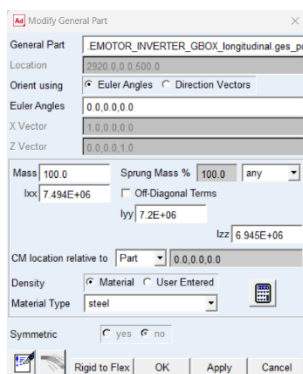 Modify General Part
General Part .EMOTOR_INVERTER_GBOX_longitudinal.ges_p
Location 2920.0,0.0,500.0
Orient using Euler Angles Direction Vectors
Euler Angles 0.0,0.0,0.0
X Vector 1.0,0.0,0.0
Z Vector 0.0,0.0,1.0
Mass 100.0 Sprung Mass % 100.0 any
Ixx 7.494E+06 Off-Diagonal Terms
Iyy 7.2E+06
Izz 6.945E+06
CM location relative to Part 0.0,0.0,0.0
Density Material User Entered
Material Type steel
Symmetric yes no
Rigid to Flex OK Apply Cancel